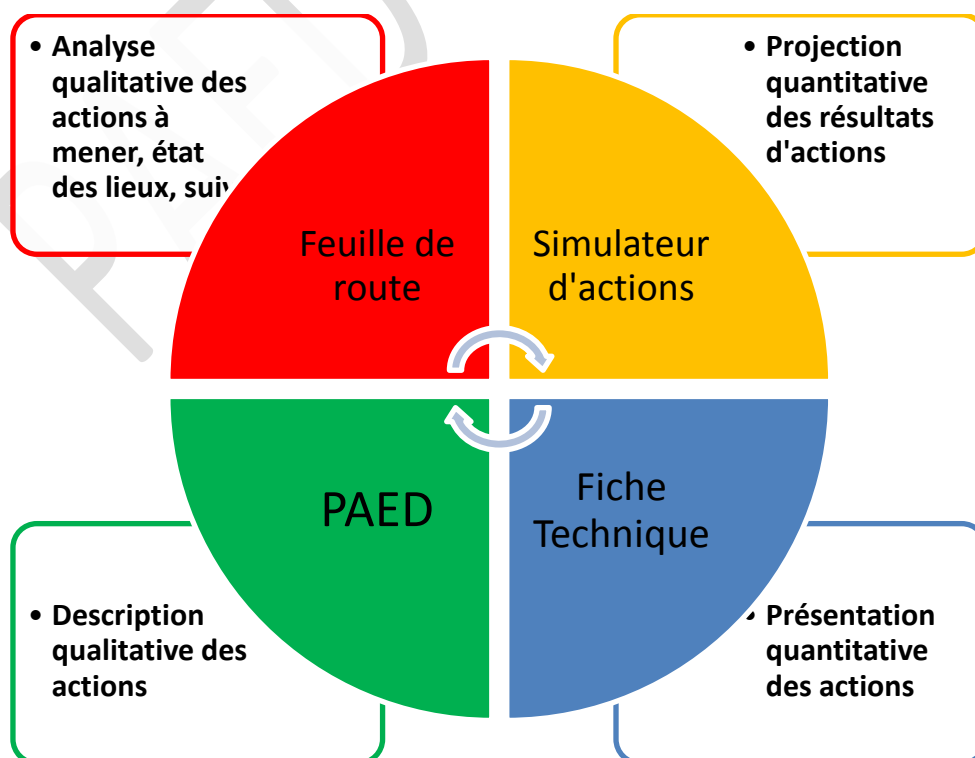 • Analyse
qualitative des
actions à
mener, état
des lieux,
• Projection
quantitative
des résultats
d'actions
Feuille de
route
Simulateur
d'actions
PAED
Fiche
Technique
• Description
qualitative des
actions
• Présentation
quantitative
des actions